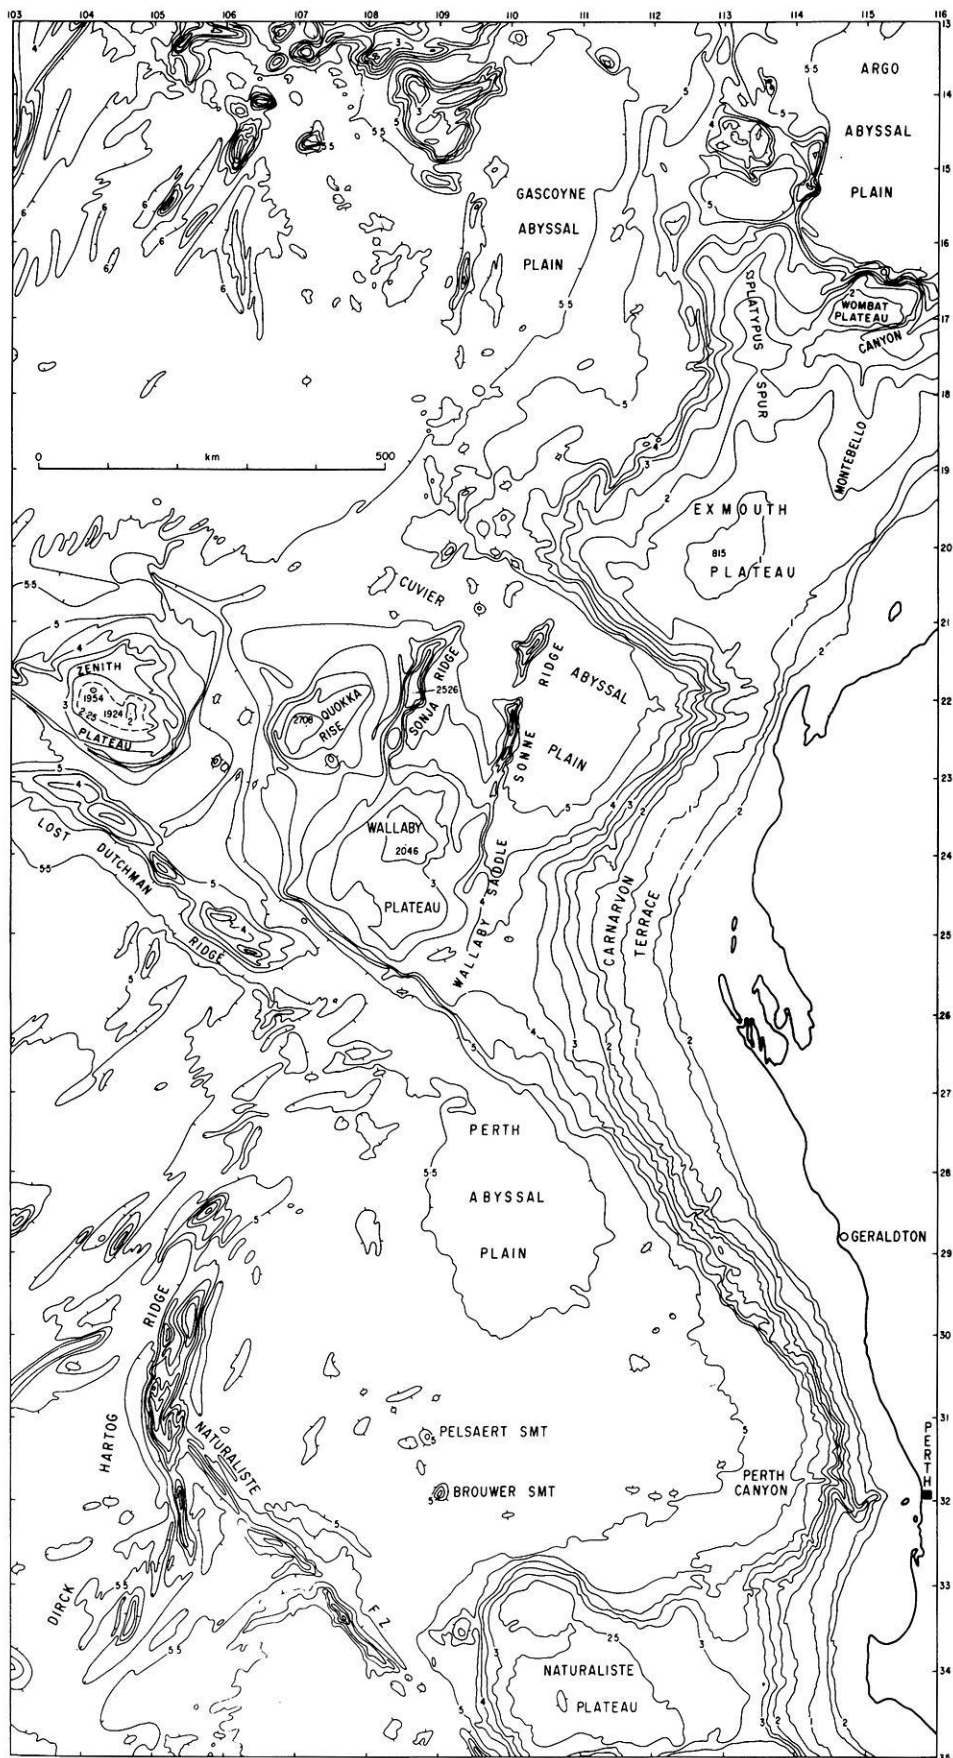 103 104 105 106 107 108 109 110 111 112 113 114 115 116
13
14
15
16
17
18
19
20
21
22
23
24
25
26
27
28
29
30
31
32
33
34
35
ARGO
ABYSSAL
PLAIN
GASCOYNE
ABYSSAL
PLAIN
PLATYPUS
SPUR
WOMBAT
PLATEAU
CANYON
MONTEBELLO
0 km 500
EXMOUTH
815
PLATEAU
CUVIER
ABYSSAL
PLAIN
ZENITH
1954
2·25 1924
PLATEAU
2708 QUOKKA
RISE
SONJA
RIDGE
2526
SONNE
RIDGE
WALLABY
2046
PLATEAU
WALLABY SADDLE
CARNARVON
TERRACE
LOST
DUTCHMAN
RIDGE
PERTH
ABYSSAL
PLAIN
GERALDTON
DIRCK
HARTOG
RIDGE
NATURALISTE
F Z
PELSAERT SMT
BROUWER SMT
PERTH
CANYON
PERTH
NATURALISTE
PLATEAU